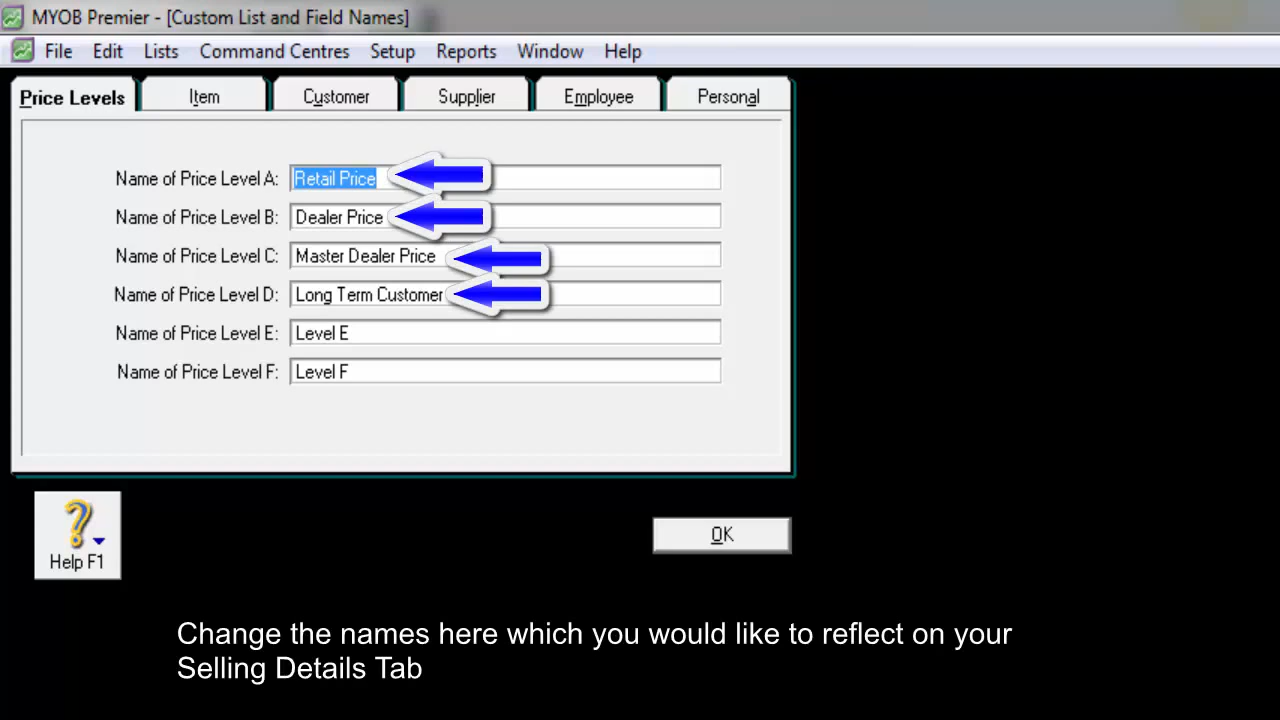 MYOB Premier - [Custom List and Field Names]
File Edit Lists Command Centres Setup Reports Window Help
Price Levels Item Customer Supplier Employee Personal
Name of Price Level A: Retail Price
Name of Price Level B: Dealer Price
Name of Price Level C: Master Dealer Price
Name of Price Level D: Long Term Customer
Name of Price Level E: Level E
Name of Price Level F: Level F
OK
Help F1
Change the names here which you would like to reflect on your
Selling Details Tab